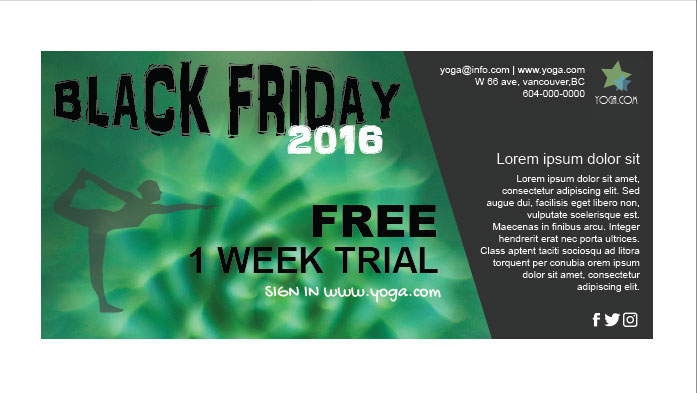 BLACK FRIDAY
2016
FREE
1 WEEK TRIAL
SIGN IN www.yoga.com
yoga@info.com | www.yoga.com
W 66 ave, vancouver,BC
604-000-0000
YOGA.COM
Lorem ipsum dolor sit
Lorem ipsum dolor sit amet,
consectetur adipiscing elit. Sed
augue dui, facilisis eget libero non,
vulputate scelerisque est.
Maecenas in finibus arcu. Integer
hendrerit erat nec porta ultrices.
Class aptent taciti sociosqu ad litora
torquent per conubia orem ipsum
dolor sit amet, consectetur
adipiscing elit.